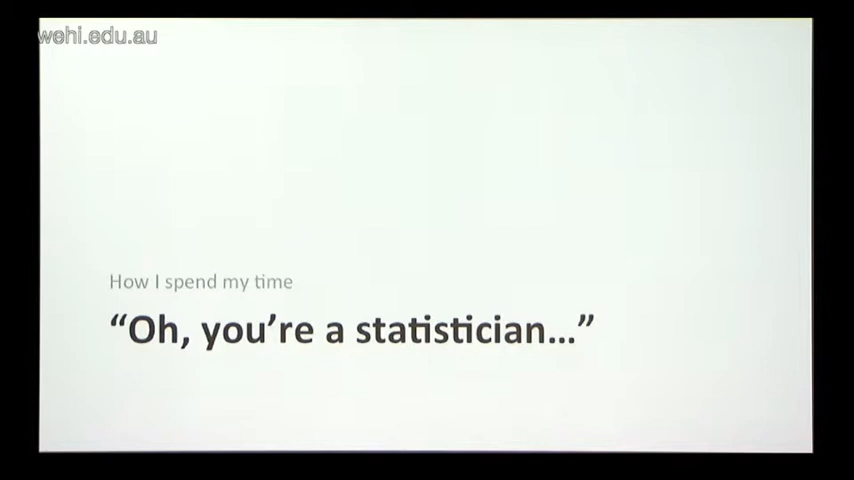 wehi.edu.au
How I spend my time
“Oh, you’re a statistician...”